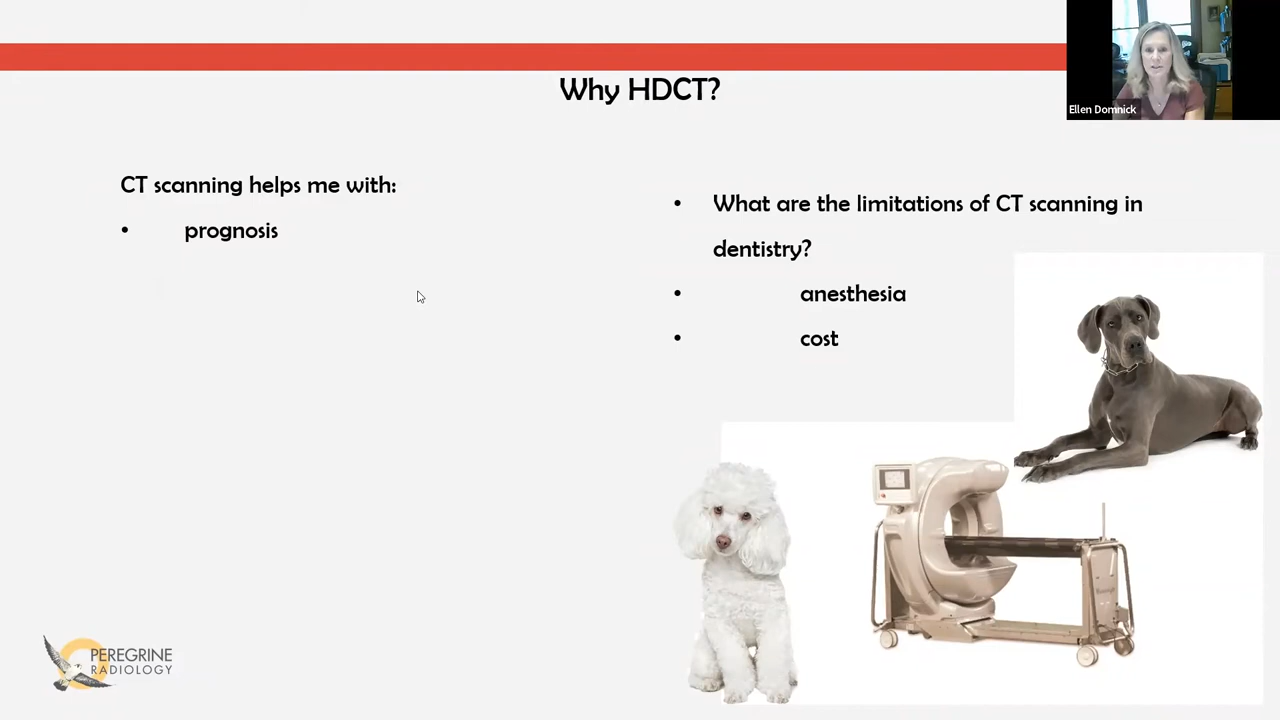 Why HDCT?
Ellen Domnick
CT scanning helps me with:
• prognosis
• What are the limitations of CT scanning in
dentistry?
• anesthesia
• cost
PEREGRINE
RADIOLOGY